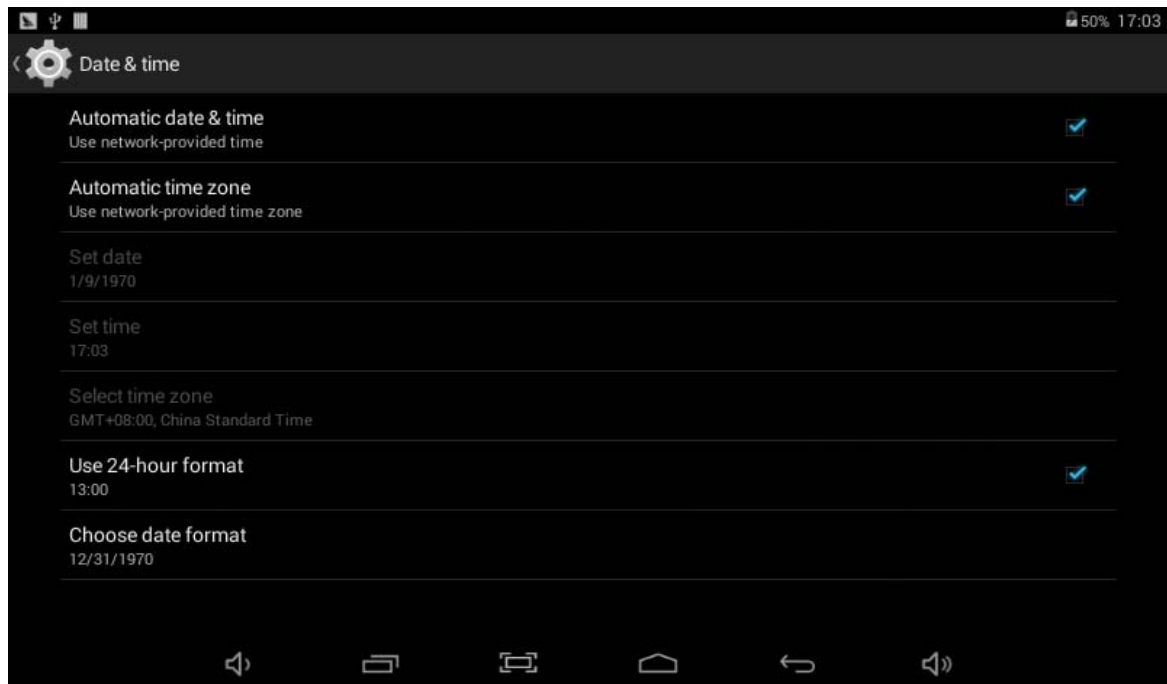 50% 17:03
Date & time
Automatic date & time
Use network-provided time
Automatic time zone
Use network-provided time zone
Set date
1/9/1970
Set time
17:03
Select time zone
GMT+08:00, China Standard Time
Use 24-hour format
13:00
Choose date format
12/31/1970